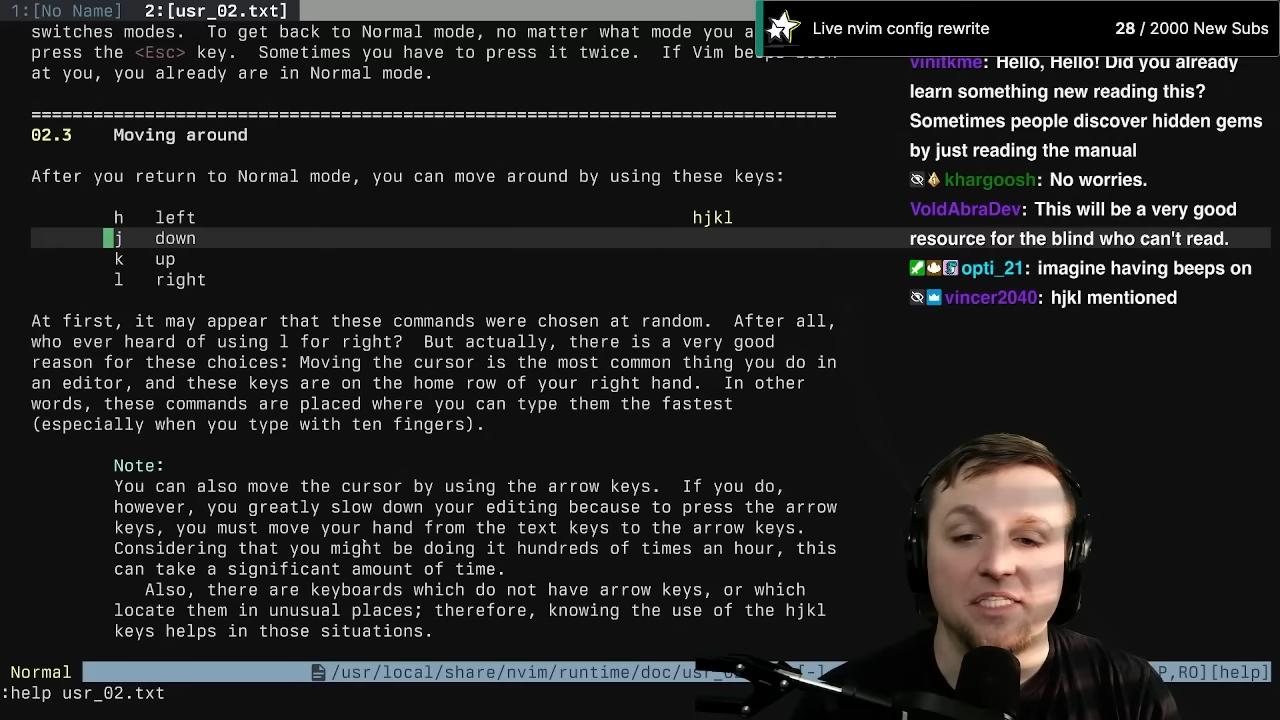 1:[No Name]  2:[usr_02.txt]
Live nvim config rewrite 28 / 2000 New Subs
switches modes.  To get back to Normal mode, no matter what mode you
press the <Esc> key.  Sometimes you have to press it twice.  If Vim beeps back
at you, you already are in Normal mode.
==============================================================================
02.3 Moving around
After you return to Normal mode, you can move around by using these keys:
h left hjkl
j down
k up
l right
At first, it may appear that these commands were chosen at random.  After all,
who ever heard of using l for right?  But actually, there is a very good
reason for these choices: Moving the cursor is the most common thing you do in
an editor, and these keys are on the home row of your right hand.  In other
words, these commands are placed where you can type them the fastest
(especially when you type with ten fingers).
Note:
You can also move the cursor by using the arrow keys.  If you do,
however, you greatly slow down your editing because to press the arrow
keys, you must move your hand from the text keys to the arrow keys.
Considering that you might be doing it hundreds of times an hour, this
can take a significant amount of time.
Also, there are keyboards which do not have arrow keys, or which
locate them in unusual places; therefore, knowing the use of the hjkl
keys helps in those situations.
Normal /usr/local/share/nvim/runtime/doc/usr_ [-] P,RO][help]
:help usr_02.txt
vinitkme: Hello, Hello! Did you already
learn something new reading this?
Sometimes people discover hidden gems
by just reading the manual
khargoosh: No worries.
VoldAbraDev: This will be a very good
resource for the blind who can't read.
opti_21: imagine having beeps on
vincer2040: hjkl mentioned